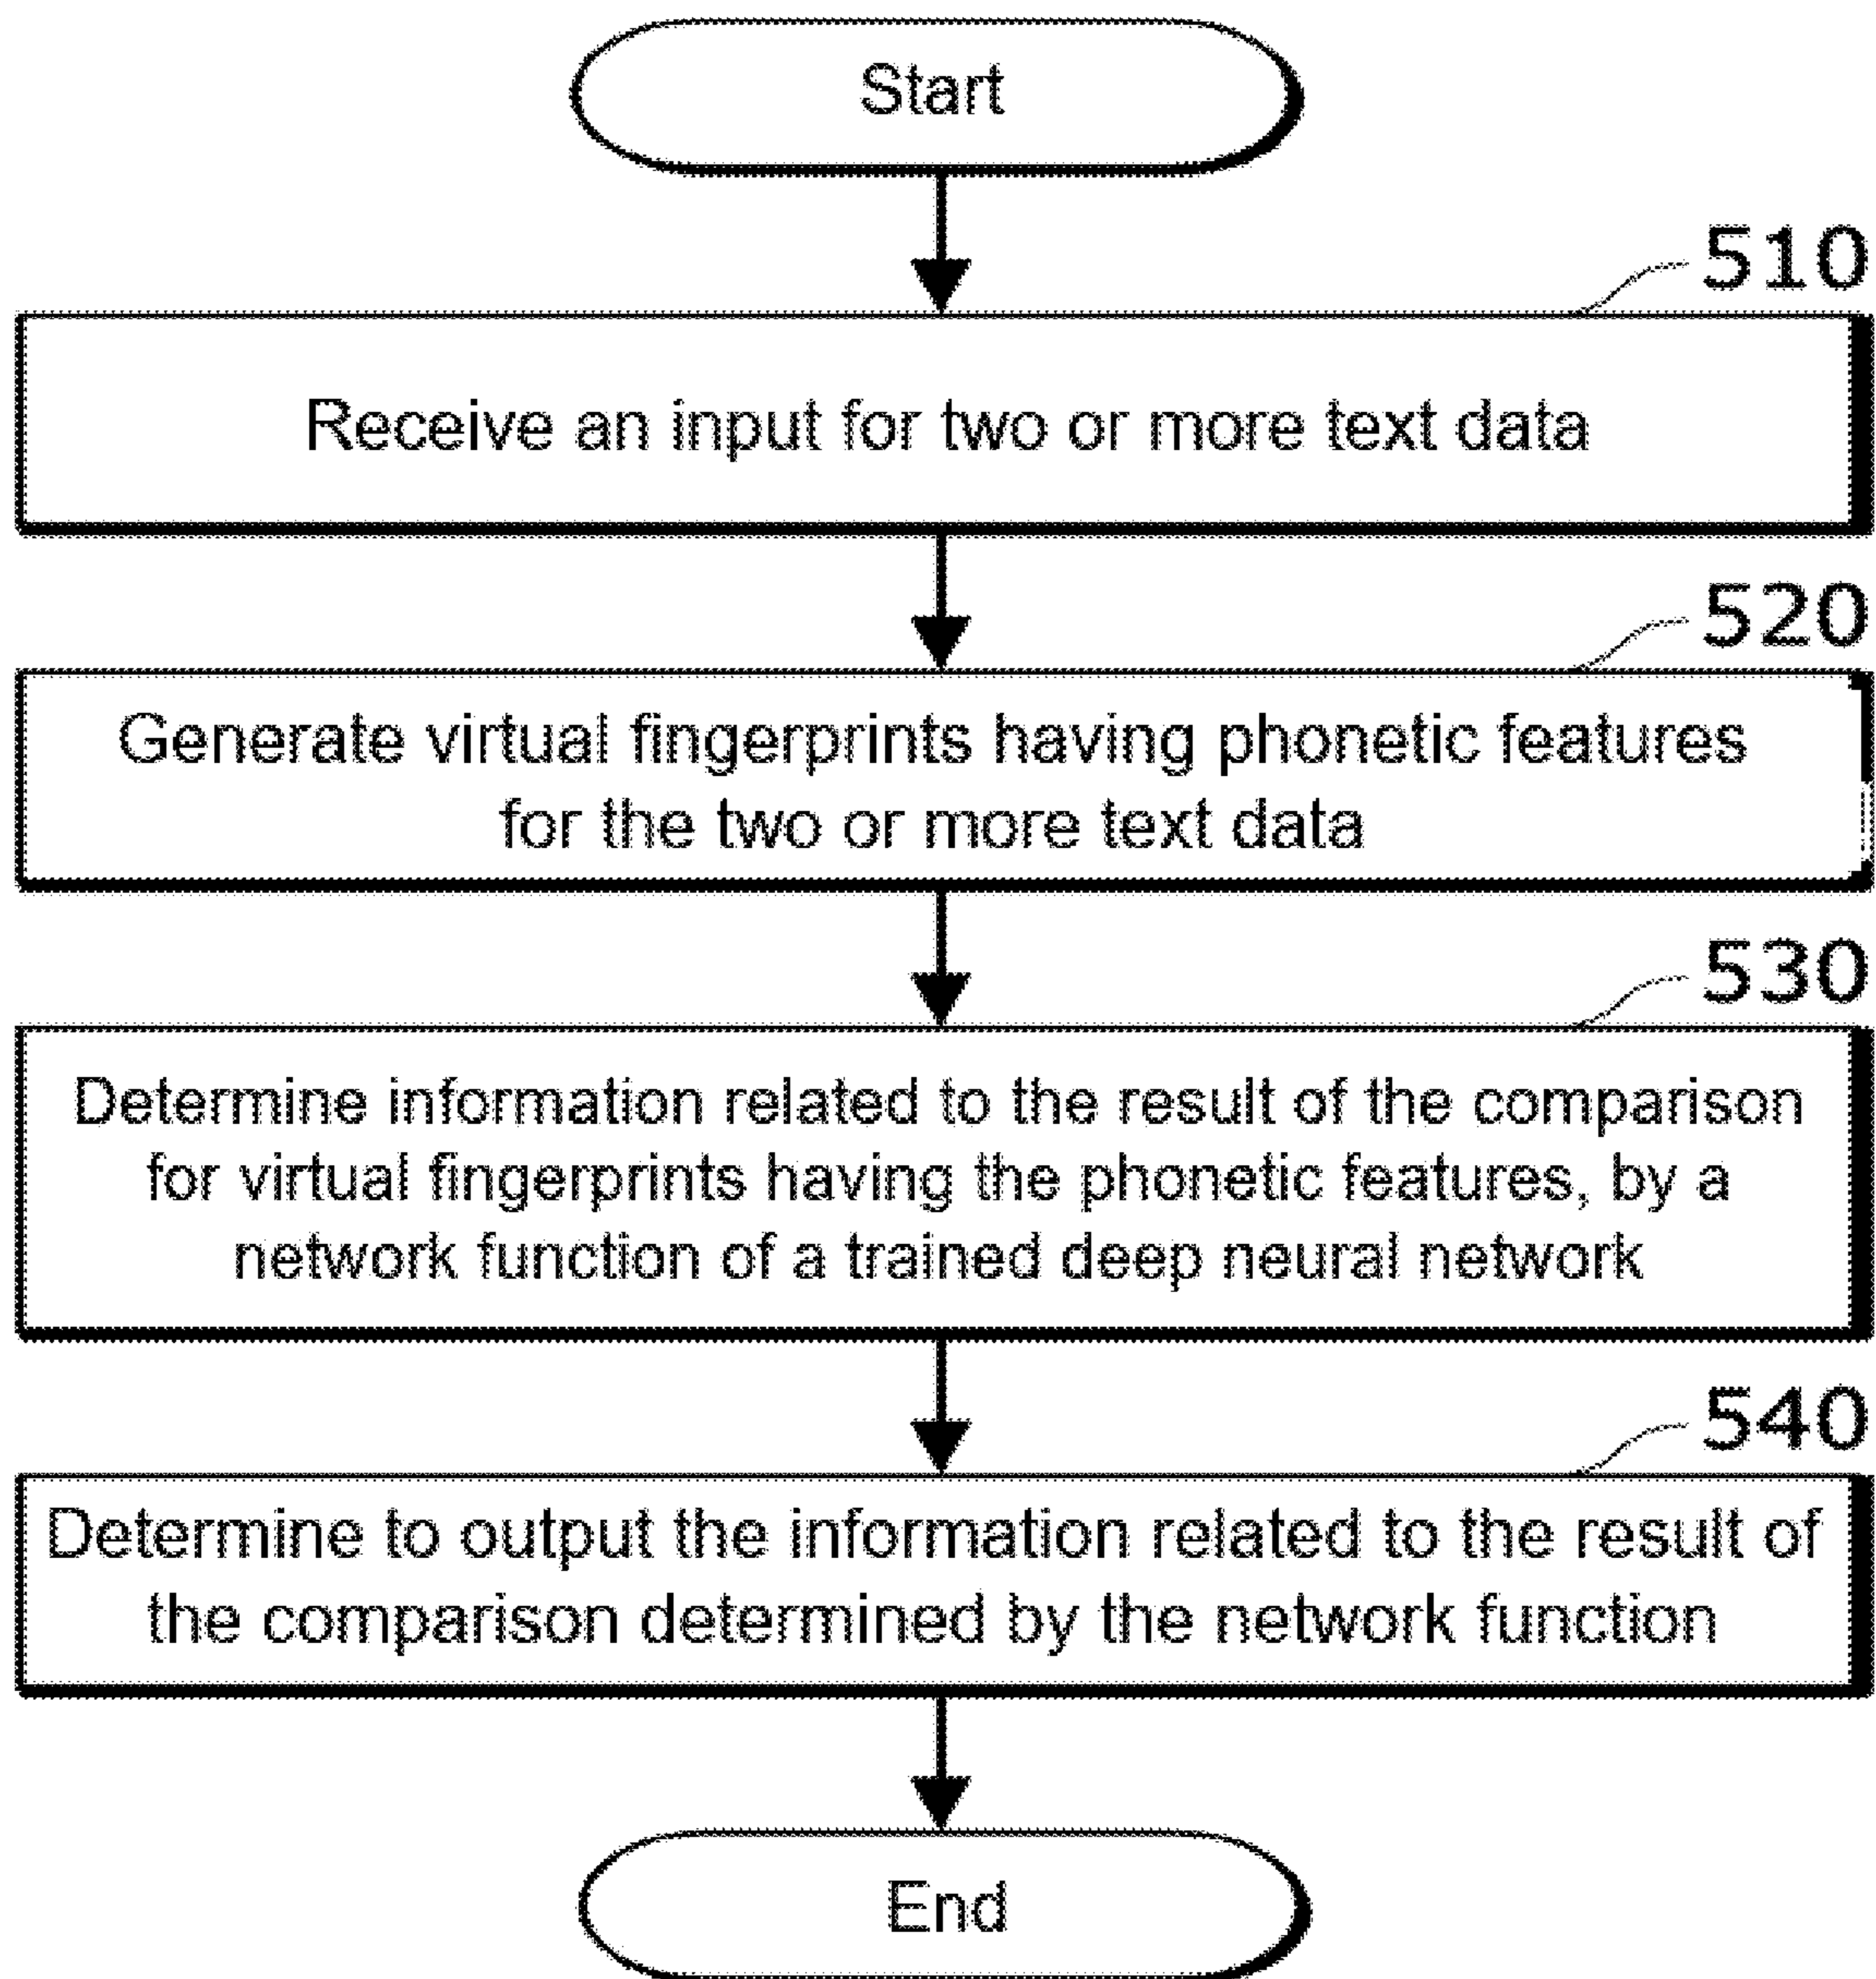 Start
510
Receive an input for two or more text data
520
Generate virtual fingerprints having phonetic features
for the two or more text data
530
Determine information related to the result of the comparison
for virtual fingerprints having the phonetic features, by a
network function of a trained deep neural network
540
Determine to output the information related to the result of
the comparison determined by the network function
End